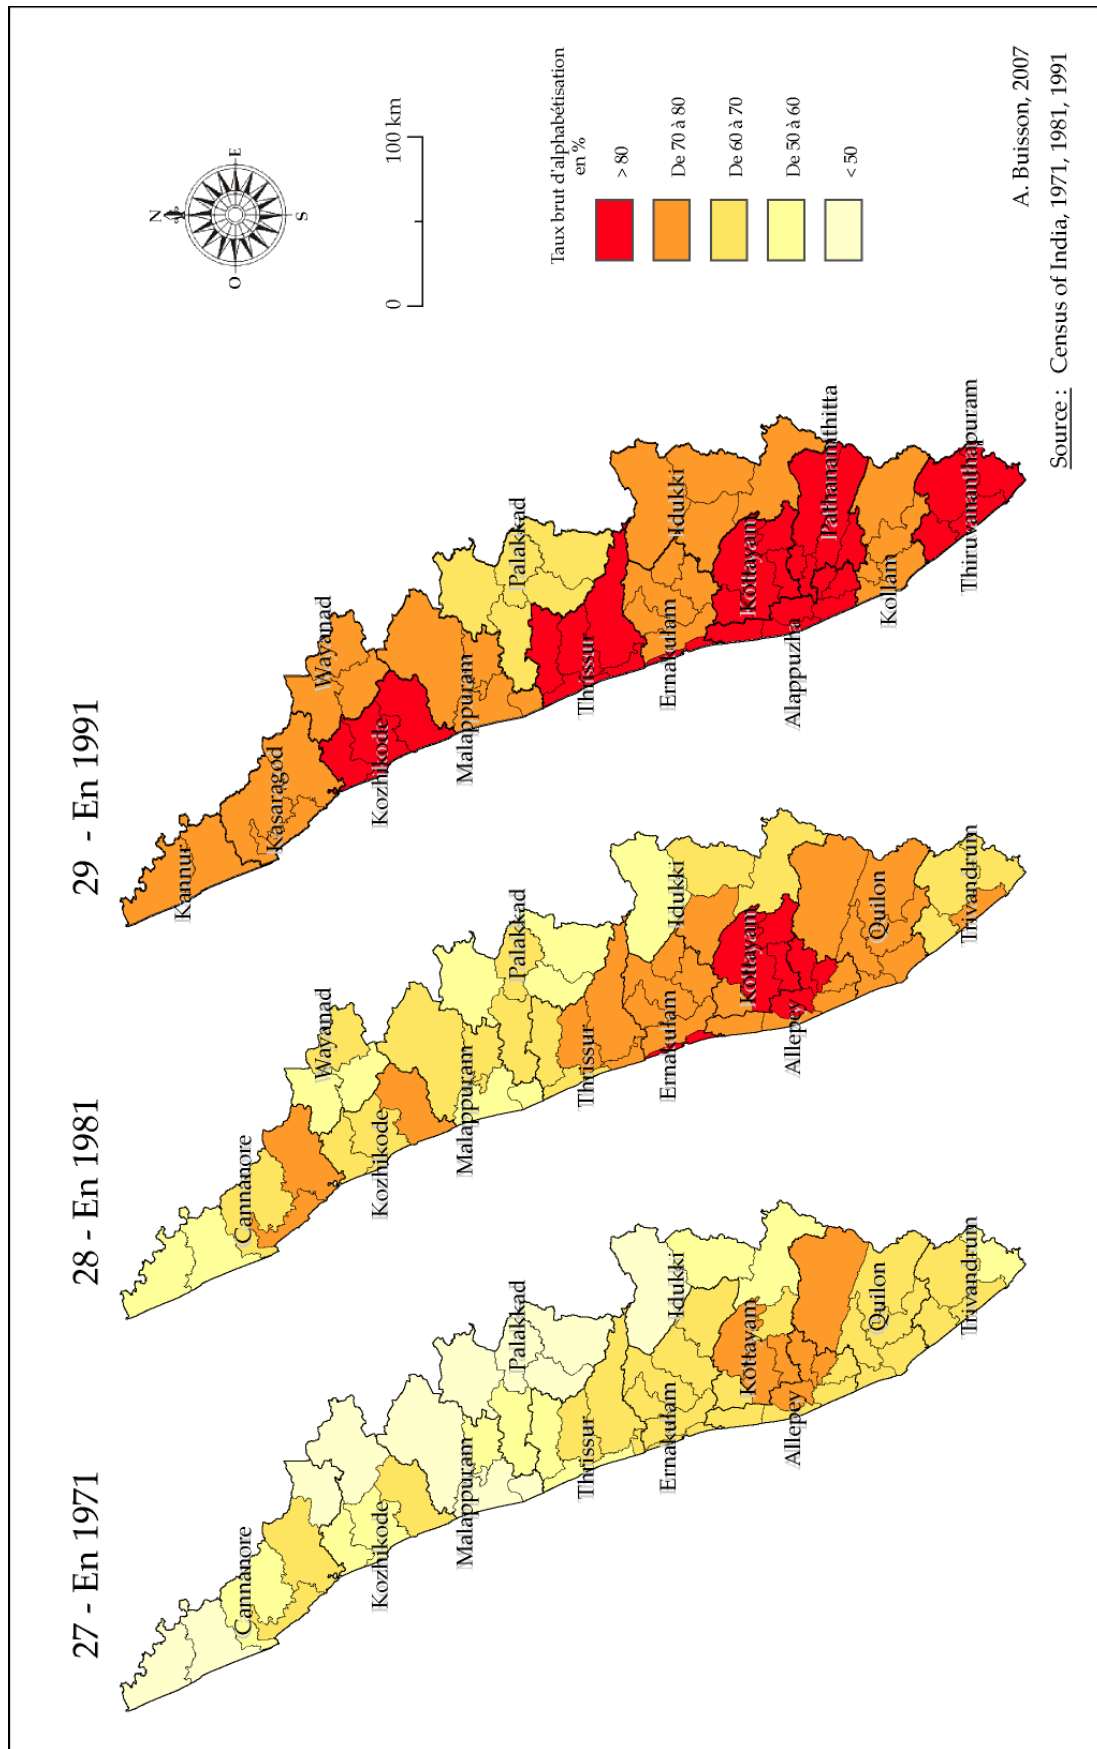 27 - En 1971
Cannanore
Kozhikode
Malappuram
Palakkad
Thrissur
Ernakulam
Idukki
Kottayam
Allepey
Quilon
Trivandrum
28 - En 1981
Cannanore
Wayanad
Kozhikode
Malappuram
Palakkad
Thrissur
Ernakulam
Idukki
Kottayam
Allepey
Quilon
Trivandrum
29 - En 1991
Kannur
Kasaragod
Wayanad
Kozhikode
Malappuram
Palakkad
Thrissur
Ernakulam
Idukki
Kottayam
Alappuzha
Pathanamthitta
Kollam
Thiruvananthapuram
N
O
E
S
0
100 km
Taux brut d'alphabétisation
en %
> 80
De 70 à 80
De 60 à 70
De 50 à 60
< 50
A. Buisson, 2007
Source : Census of India, 1971, 1981, 1991